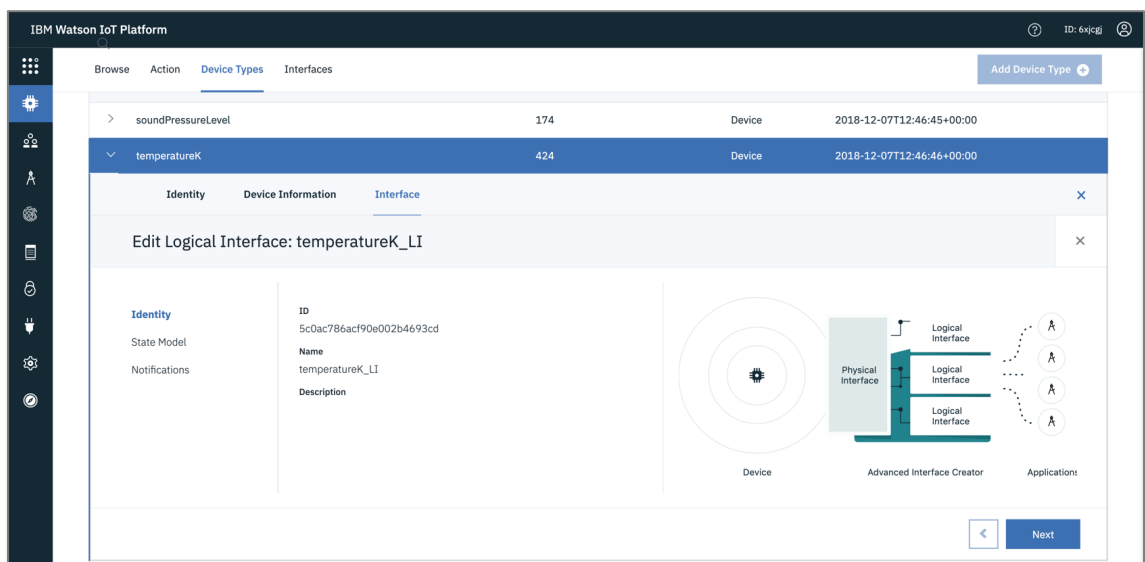 IBM Watson IoT Platform
ID: 6xjcgj
Browse Action Device Types Interfaces
Add Device Type
soundPressureLevel 174 Device 2018-12-07T12:46:45+00:00
temperatureK 424 Device 2018-12-07T12:46:46+00:00
Identity Device Information Interface
Edit Logical Interface: temperatureK_LI
Identity
State Model
Notifications
ID
5c0ac786acf90e002b4693cd
Name
temperatureK_LI
Description
Physical
Interface
Logical
Interface
Logical
Interface
Logical
Interface
Device
Advanced Interface Creator
Applications
Next